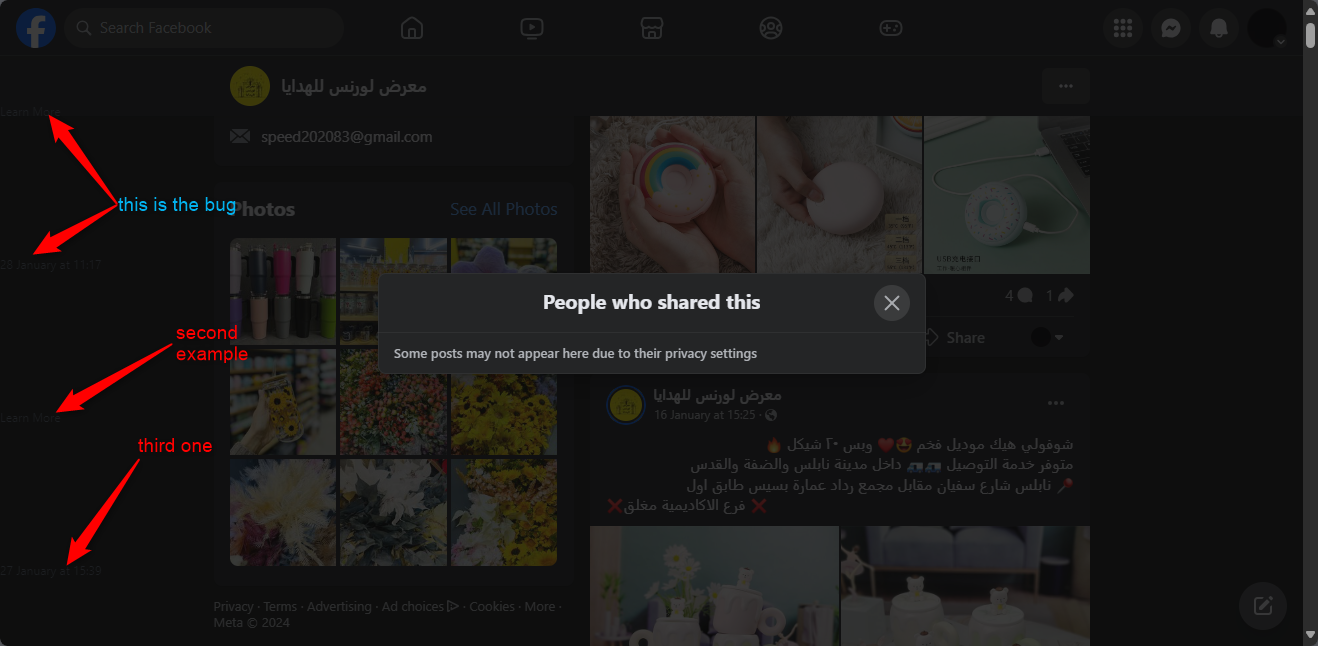 Search Facebook
معرض لورنس للهدايا
Learn More
speed202083@gmail.com
this is the bug
Photos
See All Photos
28 January at 11:17
People who shared this
Some posts may not appear here due to their privacy settings
4
1
second
example
Share
معرض لورنس للهدايا
16 January at 15:25 ·
Learn More
third one
شوفولي هيك موديل فخم 🤩❤️ وبس ٢٠ شيكل 🔥
متوفر خدمة التوصيل 🚛🚛 داخل مدينة نابلس والضفة والقدس
📍 نابلس شارع سفيان مقابل مجمع رداد عمارة بسيس طابق اول
❌ فرع الاكاديمية مغلق❌
27 January at 15:39
Privacy · Terms · Advertising · Ad choices · Cookies · More ·
Meta © 2024